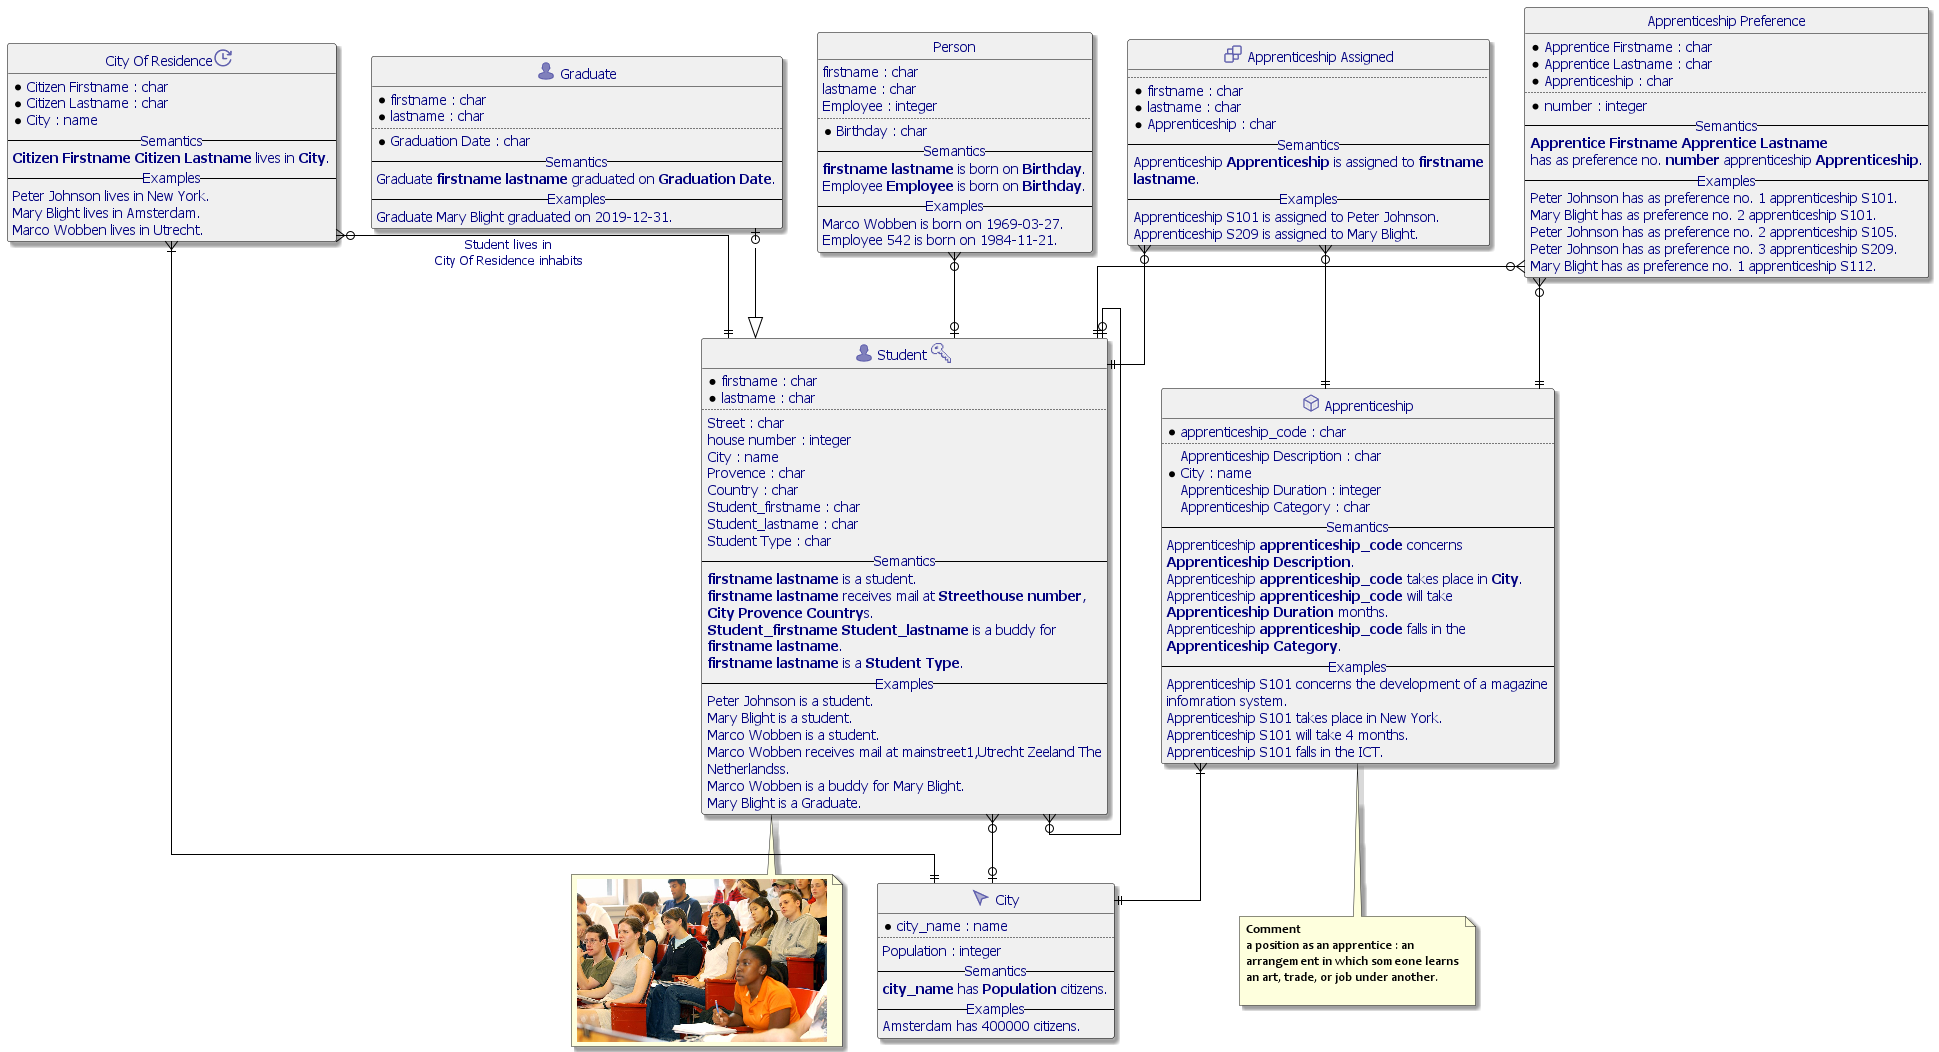 City Of Residence
Citizen Firstname : char
Citizen Lastname : char
City : name
Semantics
Citizen Firstname Citizen Lastname lives in City.
Examples
Peter Johnson lives in New York.
Mary Blight lives in Amsterdam.
Marco Wobben lives in Utrecht.
Graduate
firstname : char
lastname : char
Graduation Date : char
Semantics
Graduate firstname lastname graduated on Graduation Date.
Examples
Graduate Mary Blight graduated on 2019-12-31.
Person
firstname : char
lastname : char
Employee : integer
Birthday : char
Semantics
firstname lastname is born on Birthday.
Employee Employee is born on Birthday.
Examples
Marco Wobben is born on 1969-03-27.
Employee 542 is born on 1984-11-21.
Apprenticeship Assigned
firstname : char
lastname : char
Apprenticeship : char
Semantics
Apprenticeship Apprenticeship is assigned to firstname
lastname.
Examples
Apprenticeship S101 is assigned to Peter Johnson.
Apprenticeship S209 is assigned to Mary Blight.
Apprenticeship Preference
Apprentice Firstname : char
Apprentice Lastname : char
Apprenticeship : char
number : integer
Semantics
Apprentice Firstname Apprentice Lastname
has as preference no. number apprenticeship Apprenticeship.
Examples
Peter Johnson has as preference no. 1 apprenticeship S101.
Mary Blight has as preference no. 2 apprenticeship S101.
Peter Johnson has as preference no. 2 apprenticeship S105.
Peter Johnson has as preference no. 3 apprenticeship S209.
Mary Blight has as preference no. 1 apprenticeship S112.
Student lives in
City Of Residence inhabits
Student
firstname : char
lastname : char
Street : char
house number : integer
City : name
Provence : char
Country : char
Student_firstname : char
Student_lastname : char
Student Type : char
Semantics
firstname lastname is a student.
firstname lastname receives mail at Streethouse number,
City Provence Countrys.
Student_firstname Student_lastname is a buddy for
firstname lastname.
firstname lastname is a Student Type.
Examples
Peter Johnson is a student.
Mary Blight is a student.
Marco Wobben is a student.
Marco Wobben receives mail at mainstreet1,Utrecht Zeeland The
Netherlandss.
Marco Wobben is a buddy for Mary Blight.
Mary Blight is a Graduate.
Apprenticeship
apprenticeship_code : char
Apprenticeship Description : char
City : name
Apprenticeship Duration : integer
Apprenticeship Category : char
Semantics
Apprenticeship apprenticeship_code concerns
Apprenticeship Description.
Apprenticeship apprenticeship_code takes place in City.
Apprenticeship apprenticeship_code will take
Apprenticeship Duration months.
Apprenticeship apprenticeship_code falls in the
Apprenticeship Category.
Examples
Apprenticeship S101 concerns the development of a magazine
infomration system.
Apprenticeship S101 takes place in New York.
Apprenticeship S101 will take 4 months.
Apprenticeship S101 falls in the ICT.
City
city_name : name
Population : integer
Semantics
city_name has Population citizens.
Examples
Amsterdam has 400000 citizens.
Comment
a position as an apprentice : an
arrangement in which someone learns
an art, trade, or job under another.